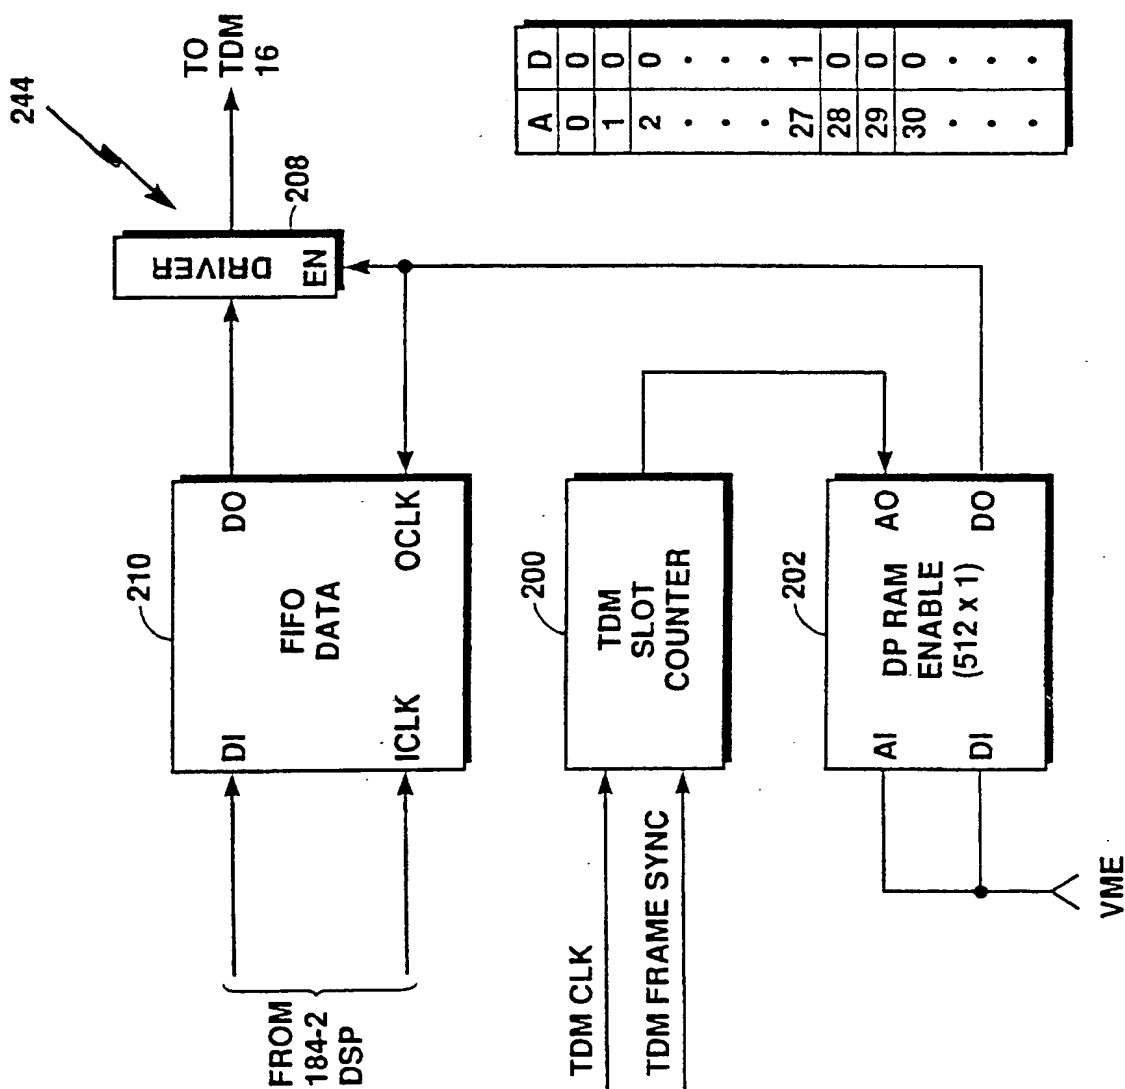 244
TO
TDM
16
DRIVER
EN
208
210
DI
DO
FIFO
DATA
ICLK
OCLK
FROM
184-2
DSP
200
TDM
SLOT
COUNTER
TDM CLK
TDM FRAME SYNC
202
AI
AO
DP RAM
ENABLE
(512 x 1)
DI
DO
VME
A D
0 0
1 0
2 0
• •
• •
• •
27 1
28 0
29 0
30 0
• •
• •
• •